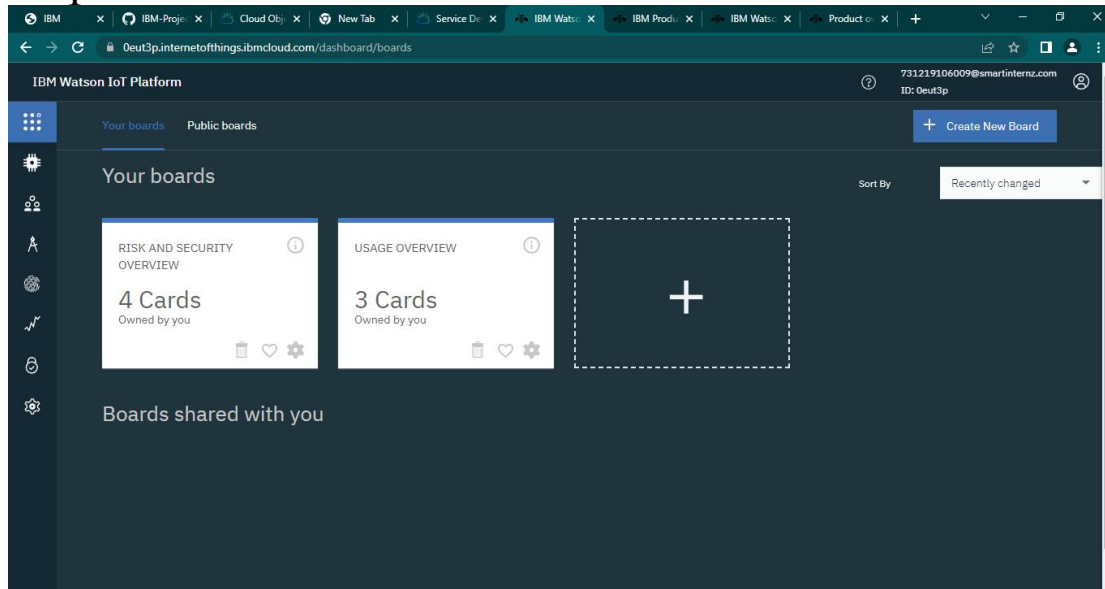 IBM
IBM-Projec
Cloud Obje
New Tab
Service De
IBM Watso
IBM Produ
IBM Watso
Product ov
0eut3p.internetofthings.ibmcloud.com/dashboard/boards
IBM Watson IoT Platform
731219106009@smartinternz.com
ID: 0eut3p
Your boards Public boards
+ Create New Board
Your boards
Sort By Recently changed
RISK AND SECURITY
OVERVIEW
4 Cards
Owned by you
USAGE OVERVIEW
3 Cards
Owned by you
Boards shared with you